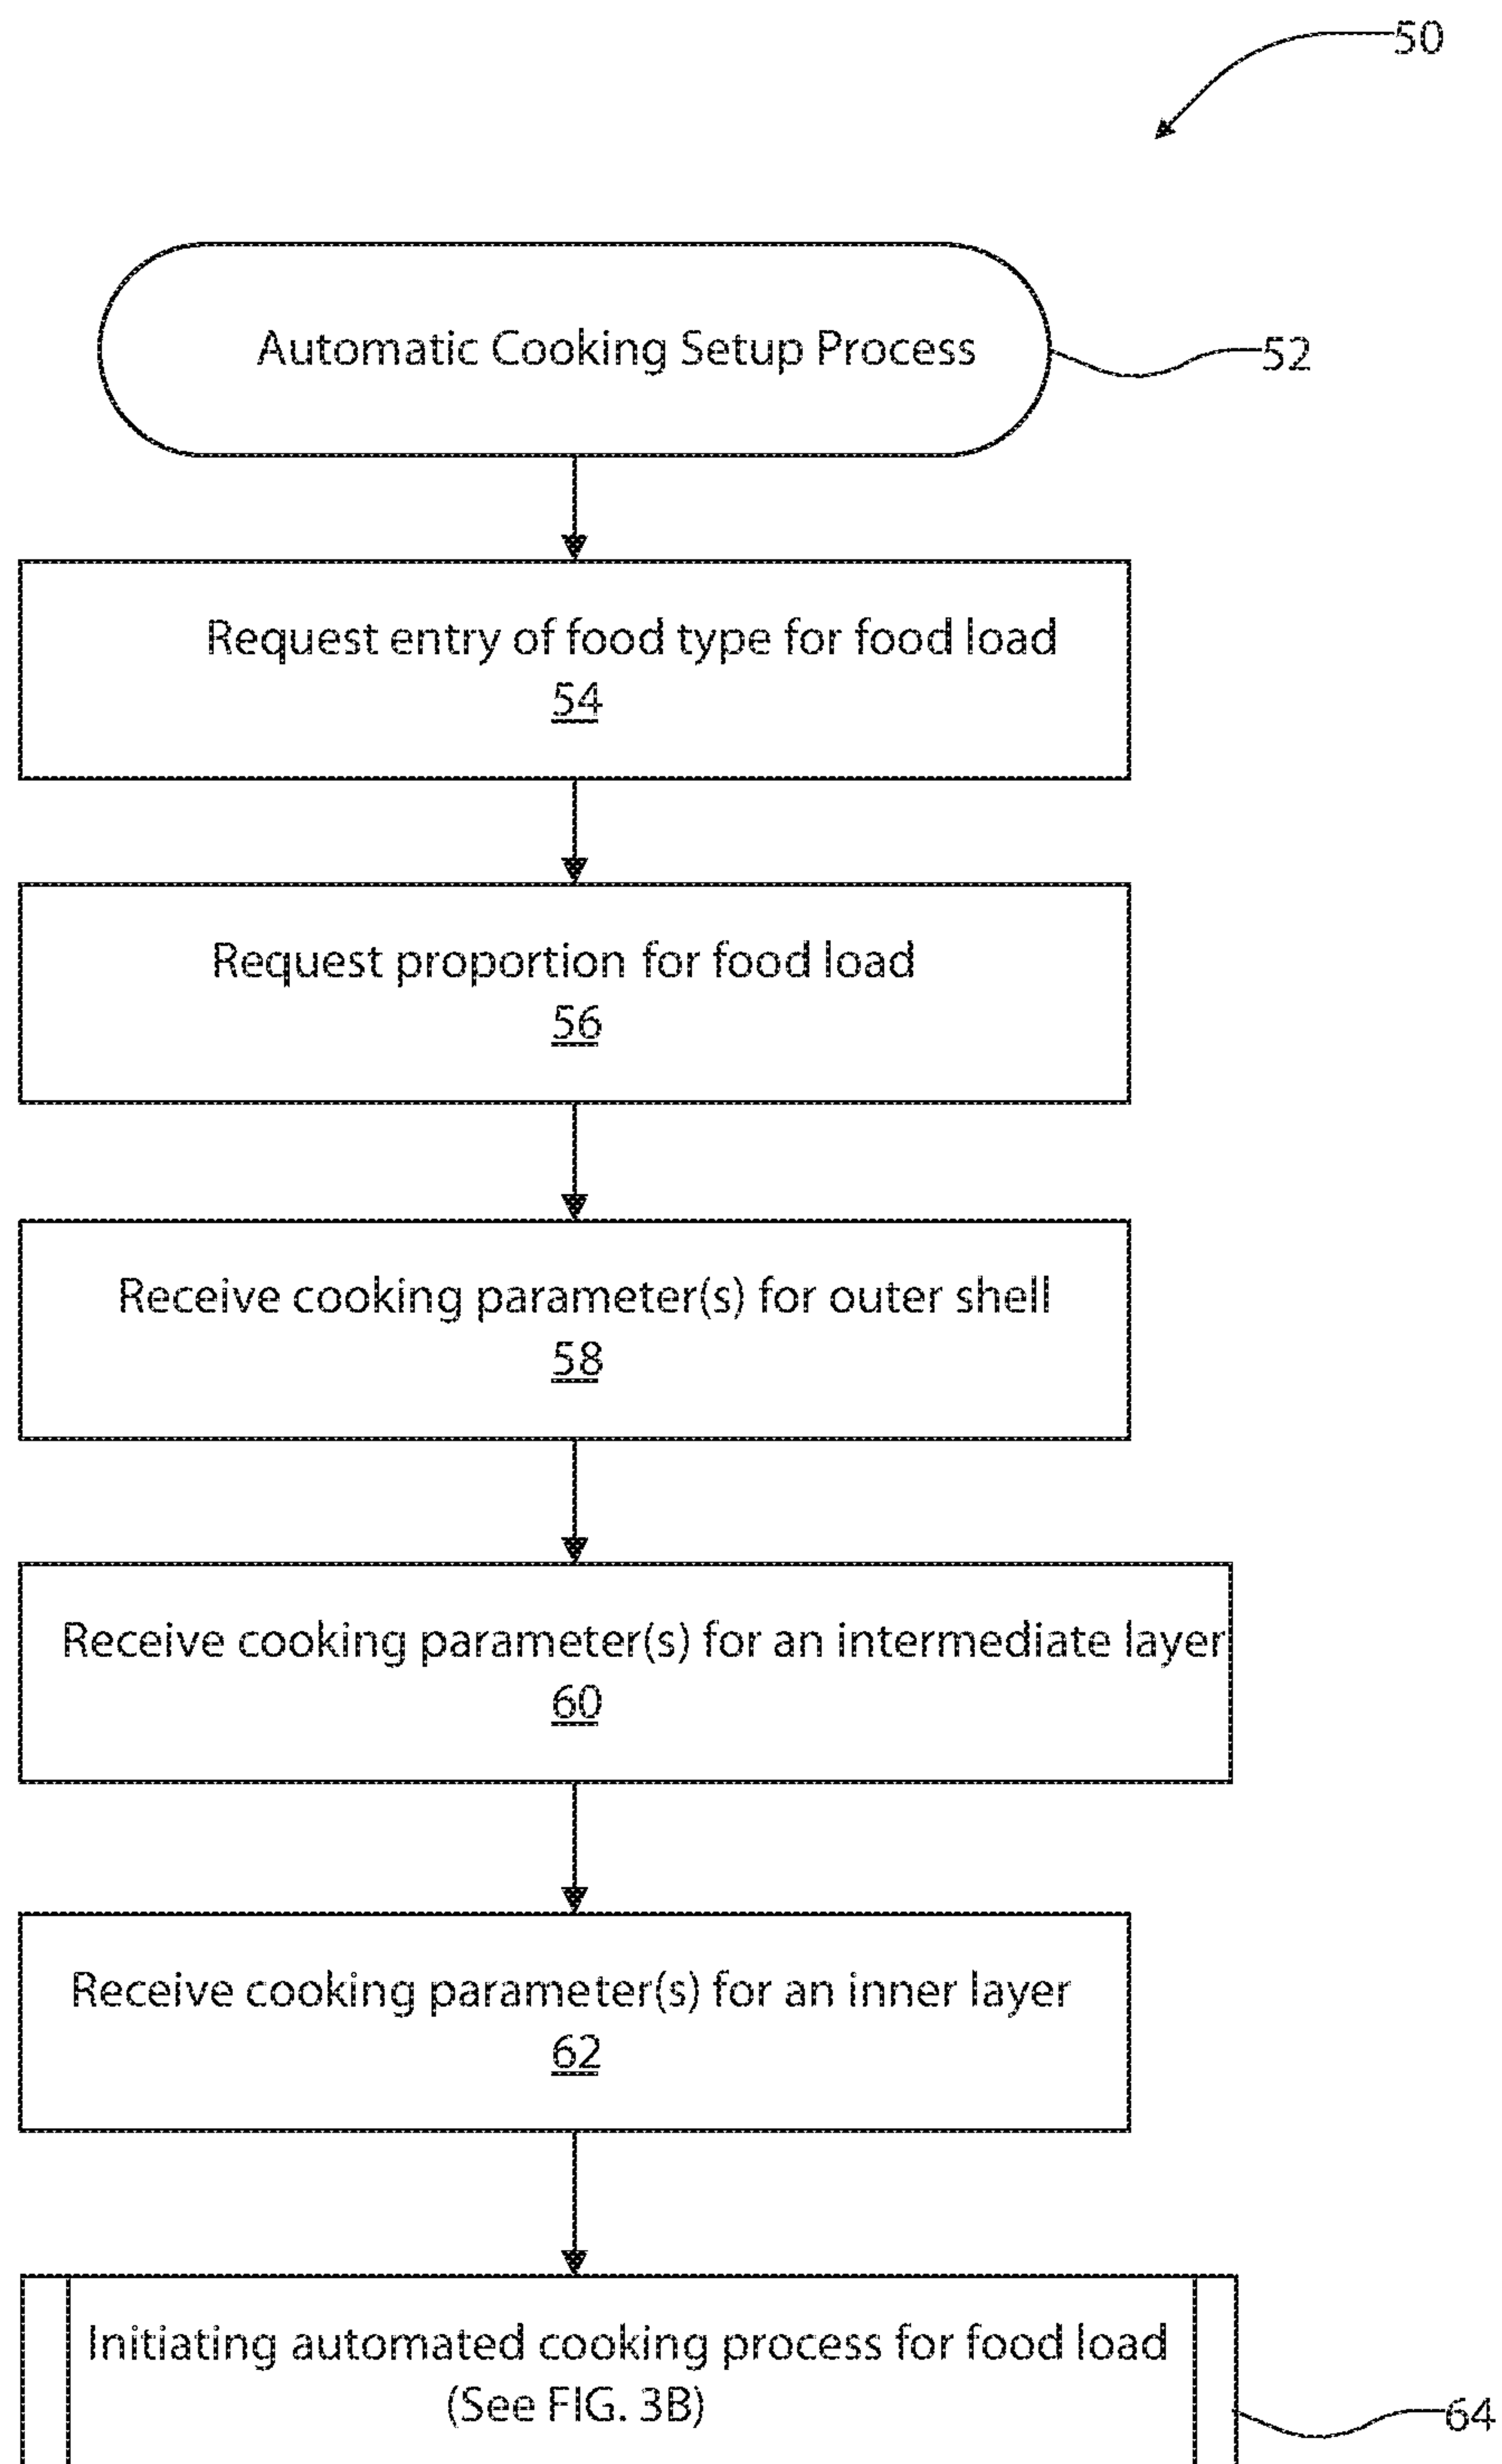 50
Automatic Cooking Setup Process
52
Request entry of food type for food load
54
Request proportion for food load
56
Receive cooking parameter(s) for outer shell
58
Receive cooking parameter(s) for an intermediate layer
60
Receive cooking parameter(s) for an inner layer
62
Initiating automated cooking process for food load
(See FIG. 3B)
64